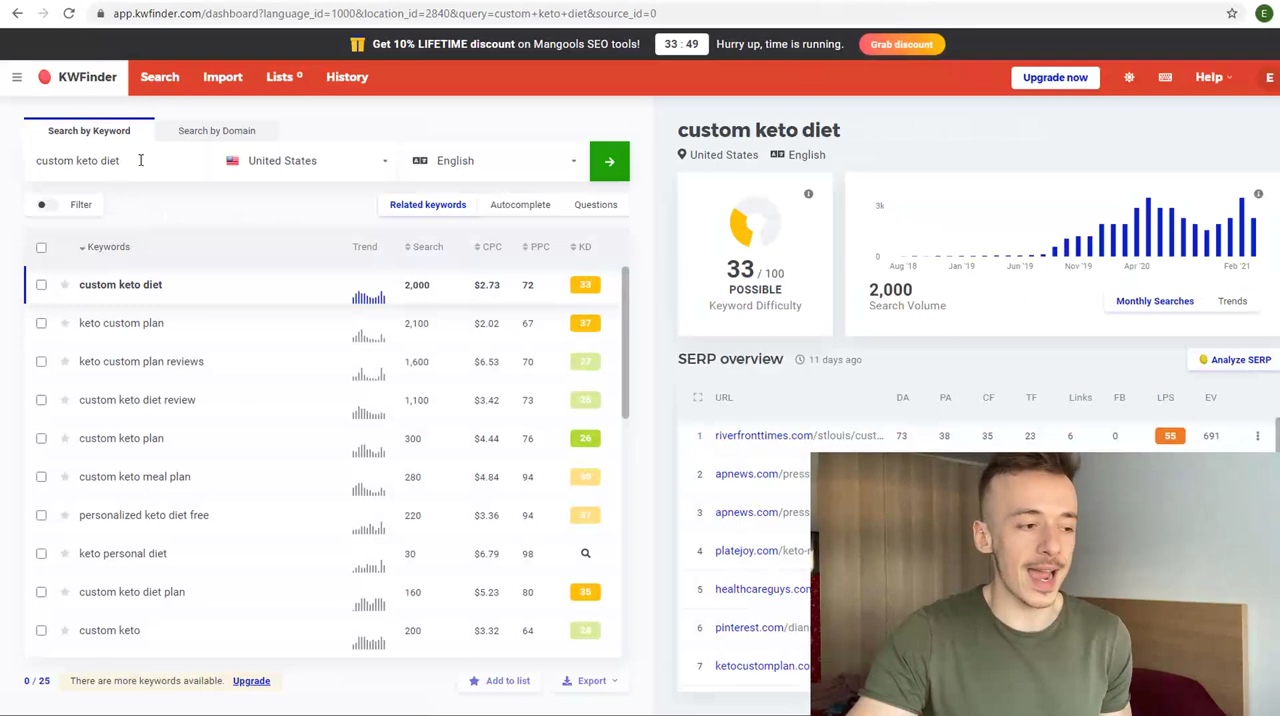 app.kwfinder.com/dashboard?language_id=1000&location_id=2840&query=custom+keto+diet&source_id=0
E
Get 10% LIFETIME discount on Mangools SEO tools! 33 : 49 Hurry up, time is running. Grab discount
KWFinder Search Import Lists 0 History Upgrade now Help E
Search by Keyword Search by Domain
custom keto diet United States English
Filter Related keywords Autocomplete Questions
Keywords Trend Search CPC PPC KD
custom keto diet 2,000 $2.73 72 33
keto custom plan 2,100 $2.02 67 37
keto custom plan reviews 1,600 $6.53 70 27
custom keto diet review 1,100 $3.42 73 25
custom keto plan 300 $4.44 76 26
custom keto meal plan 280 $4.84 94
personalized keto diet free 220 $3.36 94
keto personal diet 30 $6.79 98
custom keto diet plan 160 $5.23 80 35
custom keto 200 $3.32 64 28
0 / 25 There are more keywords available. Upgrade Add to list Export
custom keto diet
United States English
33 / 100
POSSIBLE
Keyword Difficulty
3k
0
Aug '18 Jan '19 Jun '19 Nov '19 Apr '20 Feb '21
2,000
Search Volume
Monthly Searches Trends
SERP overview 11 days ago Analyze SERP
URL DA PA CF TF Links FB LPS EV
1 riverfronttimes.com/stlouis/cust... 73 38 35 23 6 0 55 691
2 apnews.com/press
3 apnews.com/press
4 platejoy.com/keto-
5 healthcareguys.com
6 pinterest.com/dian
7 ketocustomplan.co